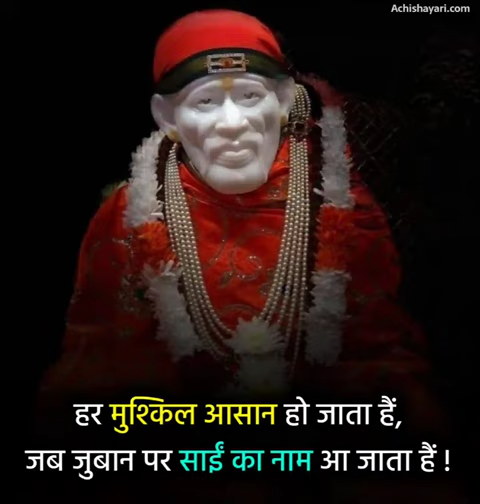 Achishayari.com
हर मुश्किल आसान हो जाता हैं,
जब जुबान पर साईं का नाम आ जाता हैं !